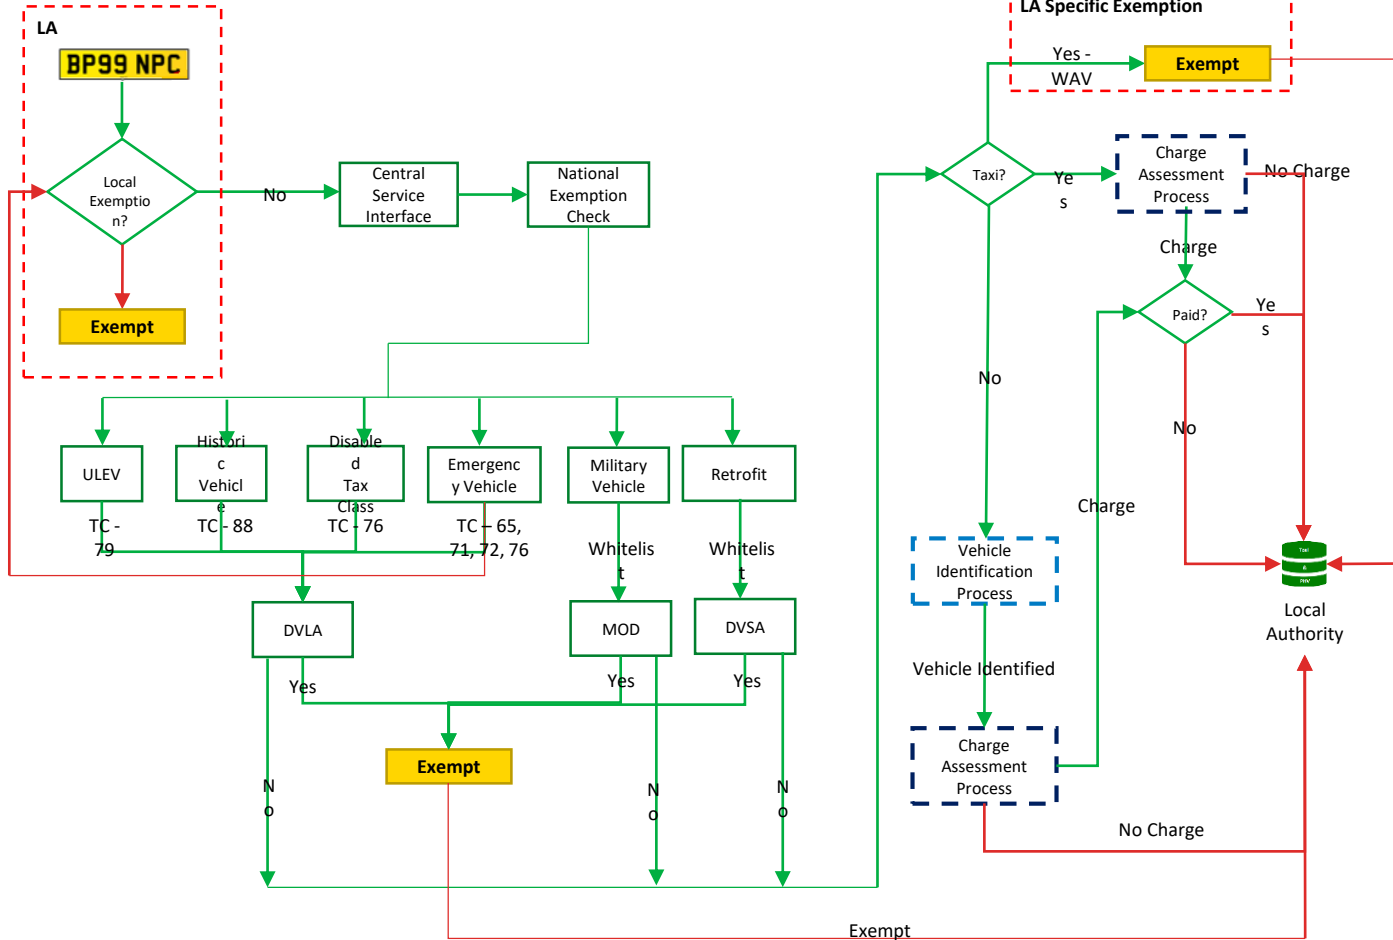 LA
BP99 NPC
Local
Exemptio
n?
No
Exempt
Central
Service
Interface
National
Exemption
Check
ULEV
Histori
c
Vehicl
e
Disable
d
Tax
Class
Emergenc
y Vehicle
Military
Vehicle
Retrofit
TC -
79
TC - 88
TC - 76
TC – 65,
71, 72, 76
Whitelis
t
Whitelis
t
DVLA
MOD
DVSA
Yes
Yes
Yes
Exempt
N
o
N
o
N
o
LA Specific Exemption
Yes -
WAV
Exempt
Taxi?
Ye
s
Charge
Assessment
Process
No Charge
Charge
Paid?
Ye
s
No
No
Charge
Vehicle
Identification
Process
Taxi
&
PHV
Local
Authority
Vehicle Identified
Charge
Assessment
Process
No Charge
Exempt